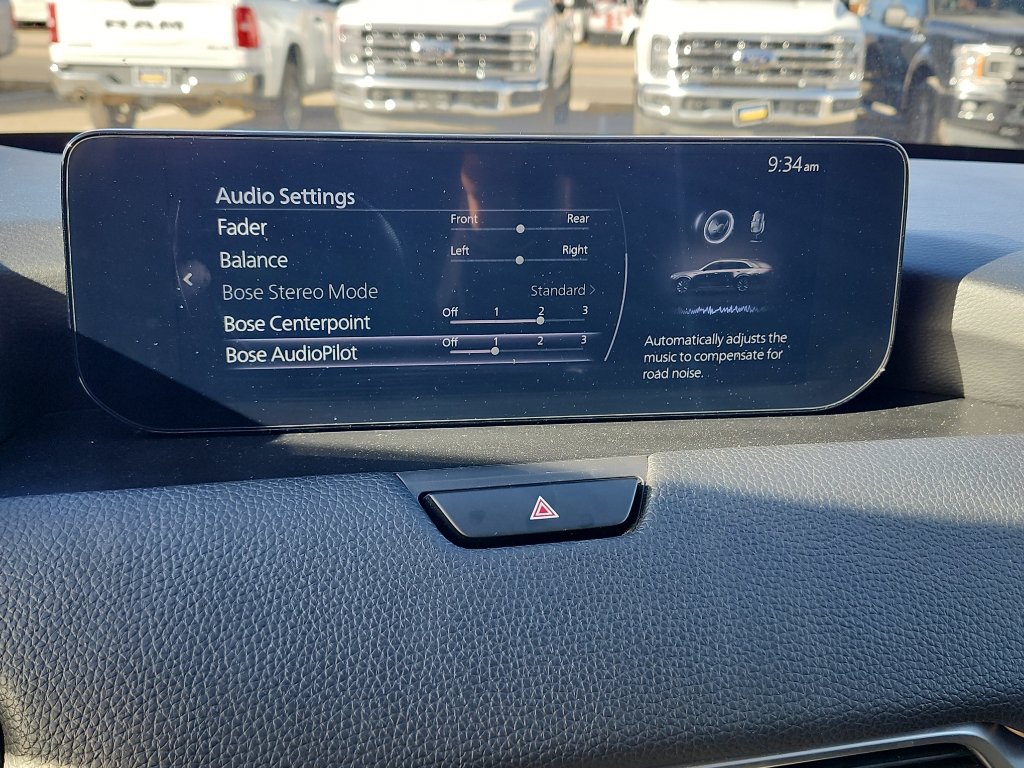 RAM
Ford
9:34am
Audio Settings
Fader Front Rear
Balance Left Right
Bose Stereo Mode Standard >
Bose Centerpoint Off 1 2 3
Bose AudioPilot Off 1 2 3
Automatically adjusts the
music to compensate for
road noise.